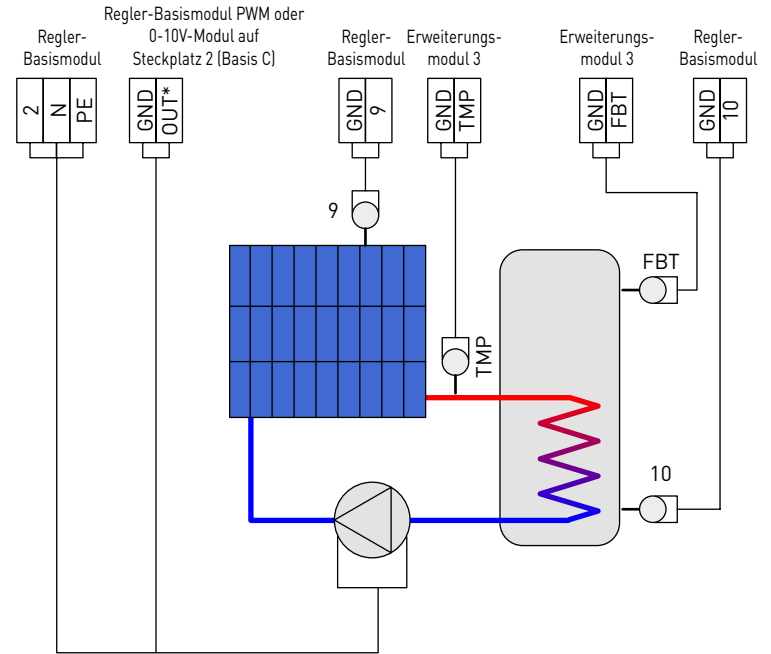 Regler-
Basismodul
Regler-Basismodul PWM oder
0-10V-Modul auf
Steckplatz 2 (Basis C)
Regler-
Basismodul
Erweiterungs-
modul 3
Erweiterungs-
modul 3
Regler-
Basismodul
2
N
PE
GND
OUT*
GND
9
GND
TMP
GND
FBT
GND
10
9
TMP
FBT
10